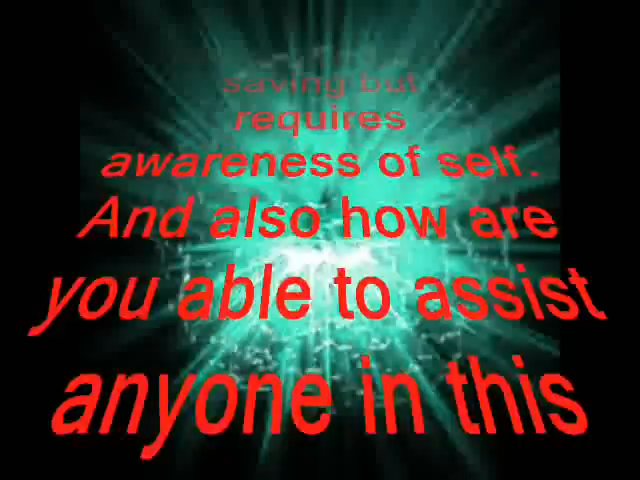 saving but
requires
awareness of self.
And also how are
you able to assist
anyone in this